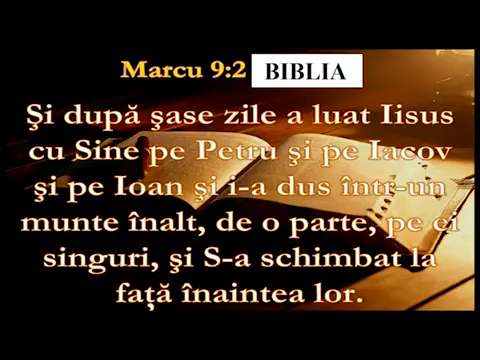 Marcu 9:2 BIBLIA
Şi după şase zile a luat Iisus
cu Sine pe Petru şi pe Iacov
şi pe Ioan şi i-a dus într-un
munte înalt, de o parte, pe ei
singuri, şi S-a schimbat la
faţă înaintea lor.